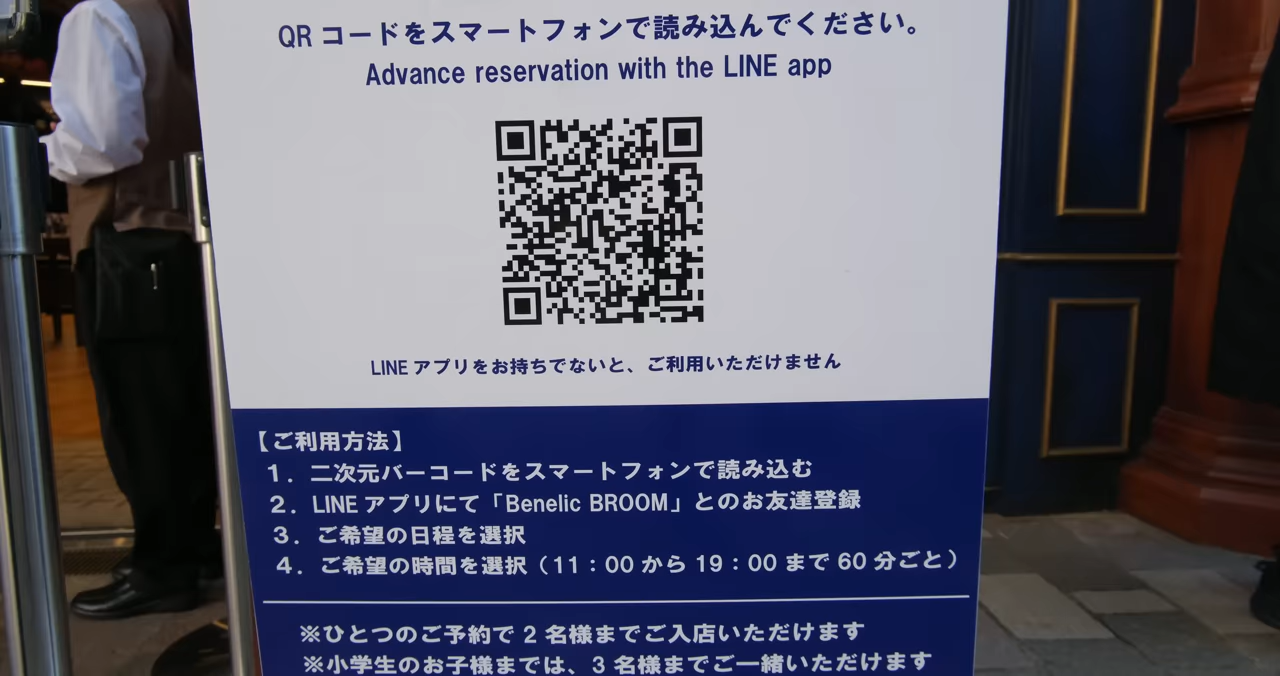 QR コードをスマートフォンで読み込んでください。
Advance reservation with the LINE app
LINE アプリをお持ちでないと、ご利用いただけません
【ご利用方法】
1. 二次元バーコードをスマートフォンで読み込む
2. LINE アプリにて「Benelic BROOM」とのお友達登録
3. ご希望の日程を選択
4. ご希望の時間を選択（11：00 から 19：00 まで 60 分ごと）
※ひとつのご予約で 2 名様までご入店いただけます
※小学生のお子様までは、3 名様までご一緒いただけます